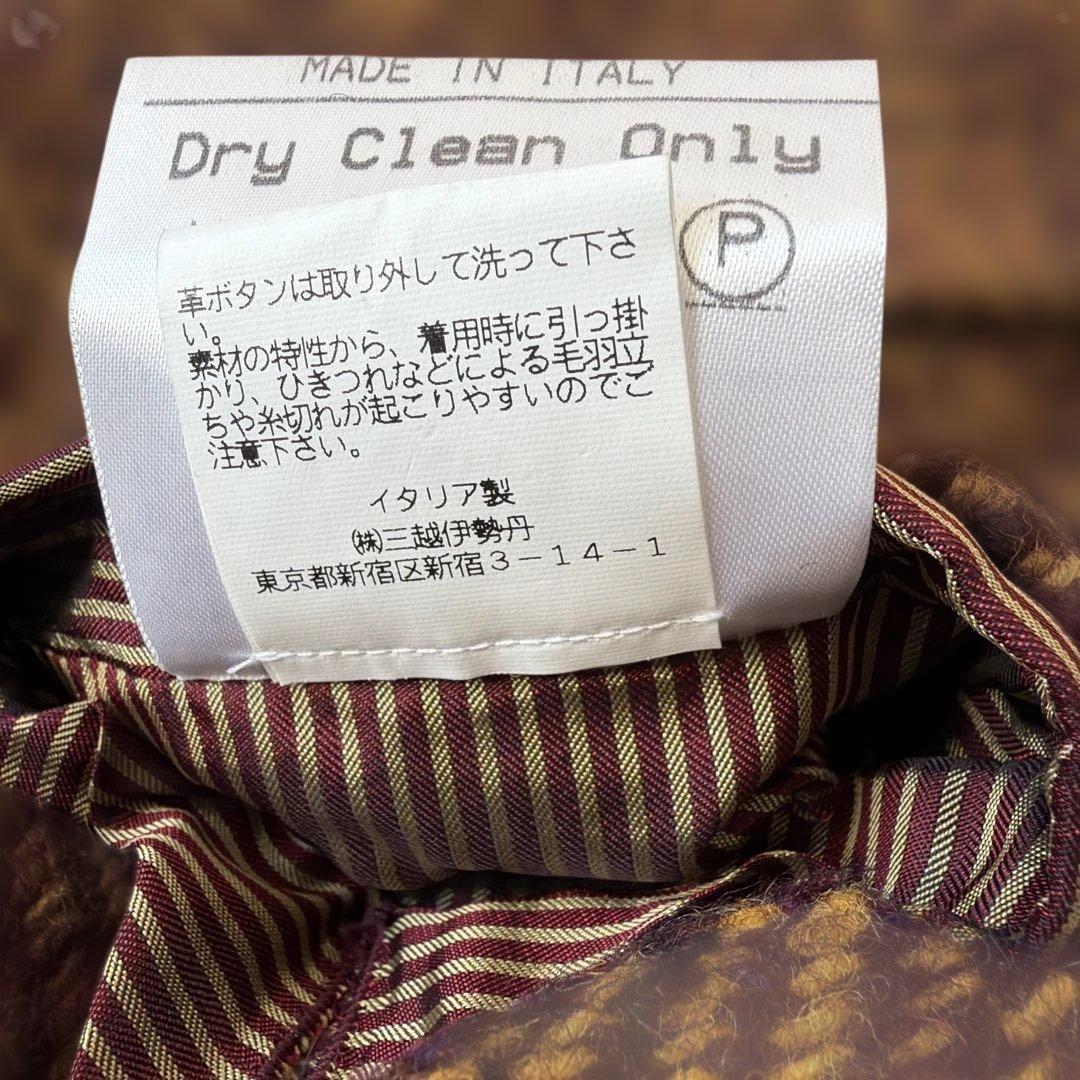 MADE IN ITALY
Dry Clean Only
P
革ボタンは取り外して洗って下さ
い。
素材の特性から、着用時に引っ掛
かり、ひきつれなどによる毛羽立
ちや糸切れが起こりやすいのでご
注意下さい。
イタリア製
㈱三越伊勢丹
東京都新宿区新宿3-14-1